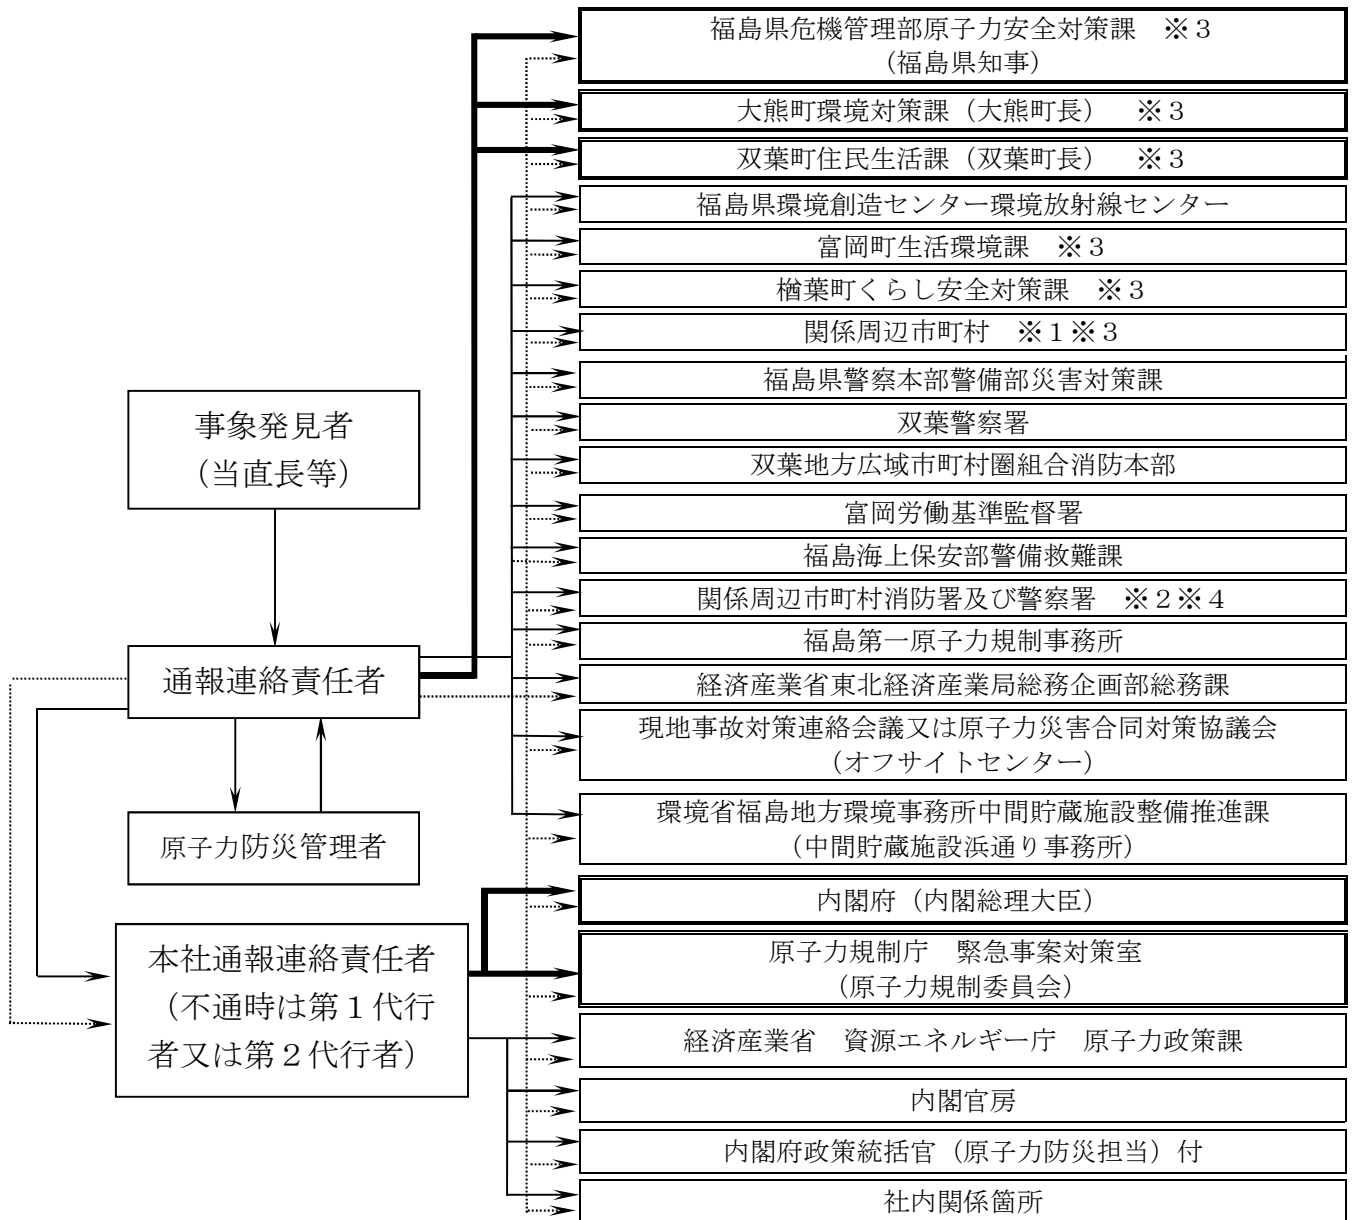 福島県危機管理部原子力安全対策課　※３
（福島県知事）
大熊町環境対策課（大熊町長）　※３
双葉町住民生活課（双葉町長）　※３
福島県環境創造センター環境放射線センター
富岡町生活環境課　※３
楢葉町くらし安全対策課　※３
関係周辺市町村　※１※３
福島県警察本部警備部災害対策課
双葉警察署
双葉地方広域市町村圏組合消防本部
富岡労働基準監督署
福島海上保安部警備救難課
関係周辺市町村消防署及び警察署　※２※４
福島第一原子力規制事務所
経済産業省東北経済産業局総務企画部総務課
現地事故対策連絡会議又は原子力災害合同対策協議会
（オフサイトセンター）
環境省福島地方環境事務所中間貯蔵施設整備推進課
（中間貯蔵施設浜通り事務所）
内閣府（内閣総理大臣）
原子力規制庁　緊急事案対策室
（原子力規制委員会）
経済産業省　資源エネルギー庁　原子力政策課
内閣官房
内閣府政策統括官（原子力防災担当）付
社内関係箇所
事象発見者
（当直長等）
通報連絡責任者
原子力防災管理者
本社通報連絡責任者
（不通時は第１代行
者又は第２代行者）